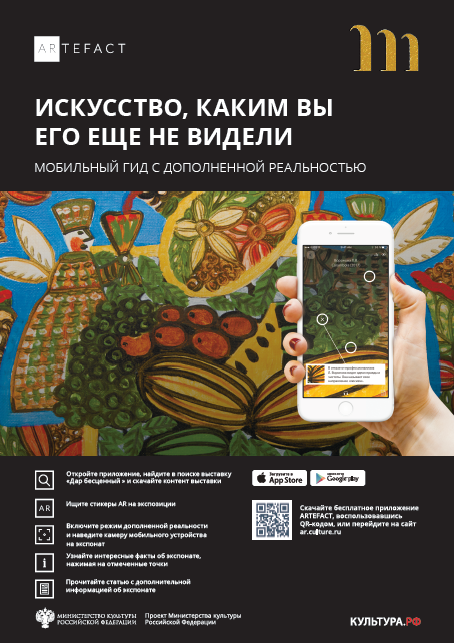 ARTEFACT
m
ИСКУССТВО, КАКИМ ВЫ
ЕГО ЕЩЕ НЕ ВИДЕЛИ
МОБИЛЬНЫЙ ГИД С ДОПОЛНЕННОЙ РЕАЛЬНОСТЬЮ
Откройте приложение, найдите в поиске выставку
«Дар бесценный » и скачайте контент выставки
AR
Ищите стикеры AR на экспозиции
Включите режим дополненной реальности
и наведите камеру мобильного устройства
на экспонат
i
Узнайте интересные факты об экспонате,
нажимая на отмеченные точки
Прочитайте статью с дополнительной
информацией об экспонате
Загрузите в
App Store
Google play
Скачайте бесплатное приложение
ARTEFACT, воспользовавшись
QR-кодом, или перейдите на сайт
ar.culture.ru
МИНИСТЕРСТВО КУЛЬТУРЫ
РОССИЙСКОЙ ФЕДЕРАЦИИ
Проект Министерства культуры
Российской Федерации
КУЛЬТУРА.РФ